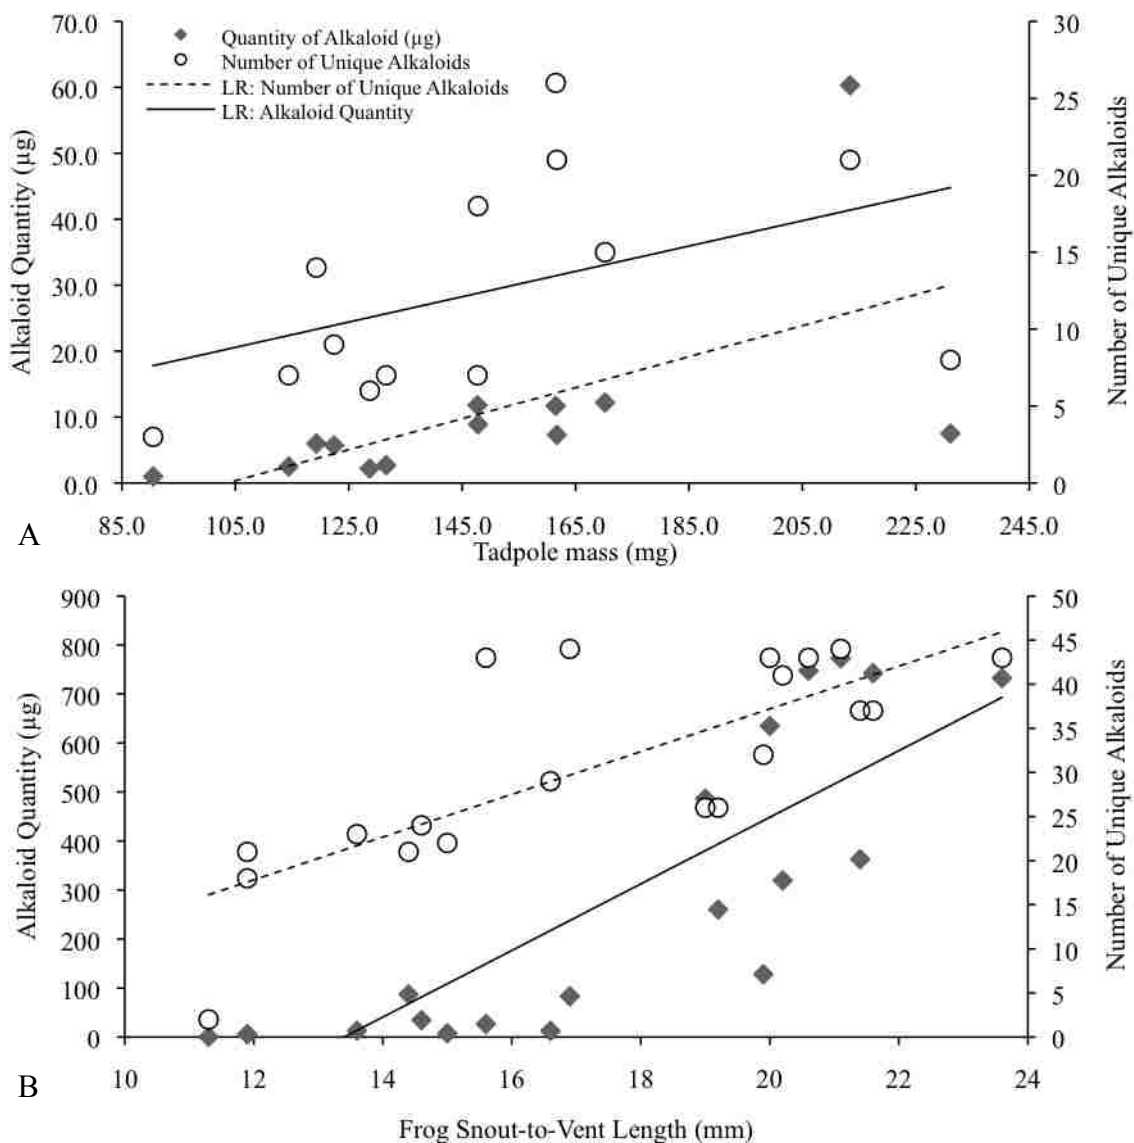 70.0
60.0
50.0
40.0
30.0
20.0
10.0
0.0
Alkaloid Quantity (µg)
Quantity of Alkaloid (µg)
Number of Unique Alkaloids
LR: Number of Unique Alkaloids
LR: Alkaloid Quantity
30
25
20
15
10
5
0
Number of Unique Alkaloids
85.0 105.0 125.0 145.0 165.0 185.0 205.0 225.0 245.0
A
Tadpole mass (mg)
900
800
700
600
500
400
300
200
100
0
Alkaloid Quantity (µg)
50
45
40
35
30
25
20
15
10
5
0
Number of Unique Alkaloids
10 12 14 16 18 20 22 24
B
Frog Snout-to-Vent Length (mm)